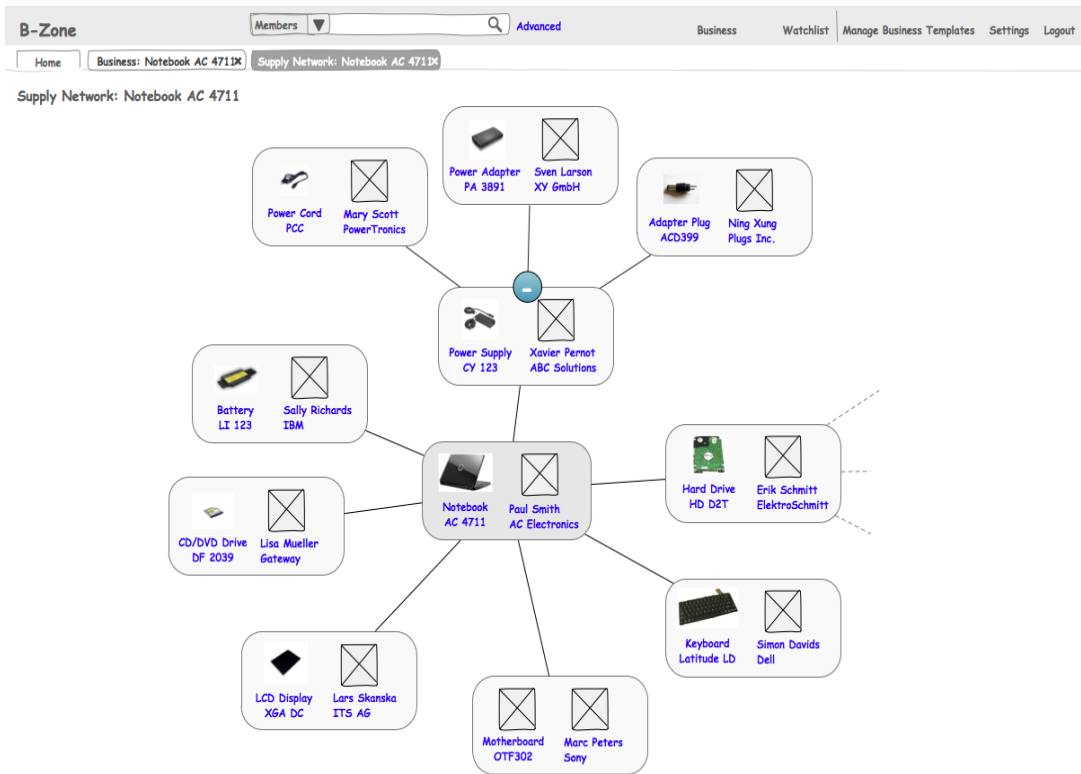 B-Zone
Members
Advanced
Business
Watchlist
Manage Business Templates
Settings
Logout
Home
Business: Notebook AC 4711X
Supply Network: Notebook AC 4711X
Supply Network: Notebook AC 4711
Power Adapter
PA 3891
Sven Larson
XY GmbH
Power Cord
PCC
Mary Scott
PowerTronics
Adapter Plug
ACD399
Ning Xung
Plugs Inc.
-
Power Supply
CY 123
Xavier Pernot
ABC Solutions
Battery
LI 123
Sally Richards
IBM
Notebook
AC 4711
Paul Smith
AC Electronics
Hard Drive
HD D2T
Erik Schmitt
ElektroSchmitt
CD/DVD Drive
DF 2039
Lisa Mueller
Gateway
Keyboard
Latitude LD
Simon Davids
Dell
LCD Display
XGA DC
Lars Skanska
ITS AG
Motherboard
OTF302
Marc Peters
Sony